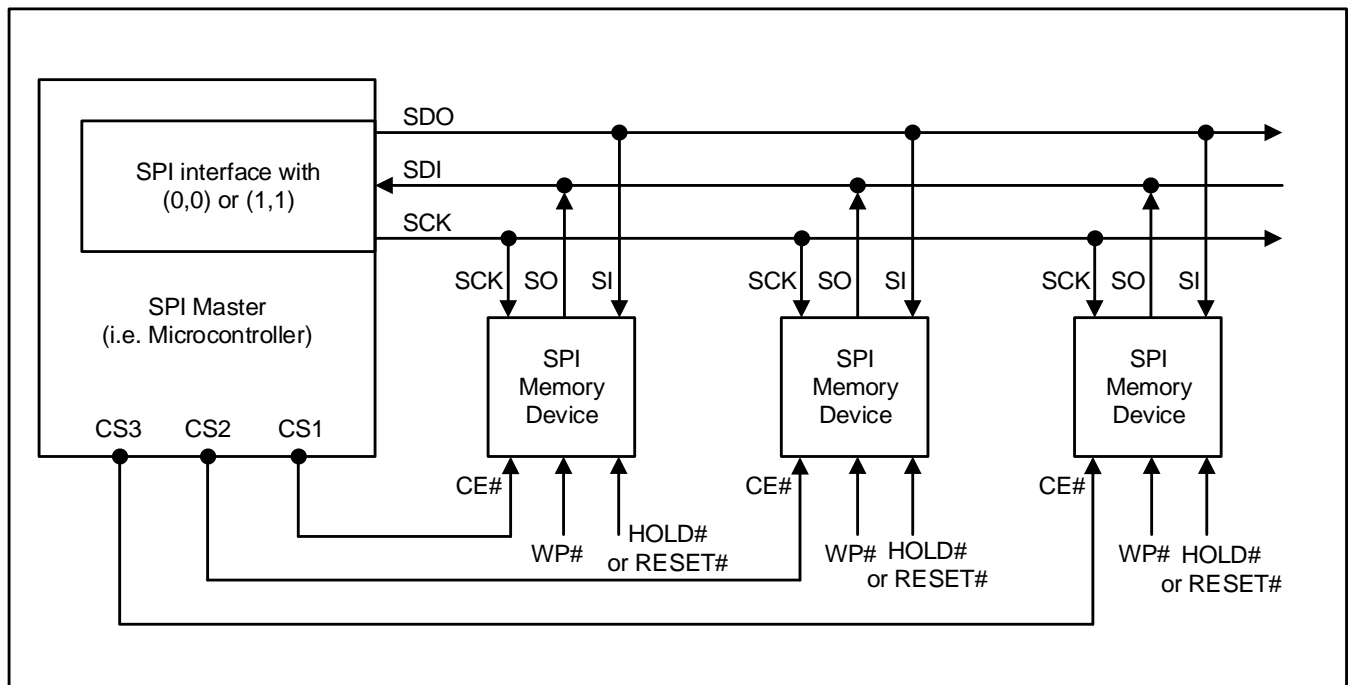 SDO
SPI interface with
(0,0) or (1,1)
SDI
SCK
SPI Master
(i.e. Microcontroller)
SCK SO SI
SCK SO SI
SCK SO SI
SPI
Memory
Device
SPI
Memory
Device
SPI
Memory
Device
CS3 CS2 CS1
CE#
WP#
HOLD#
or RESET#
CE#
WP#
HOLD#
or RESET#
CE#
WP#
HOLD#
or RESET#